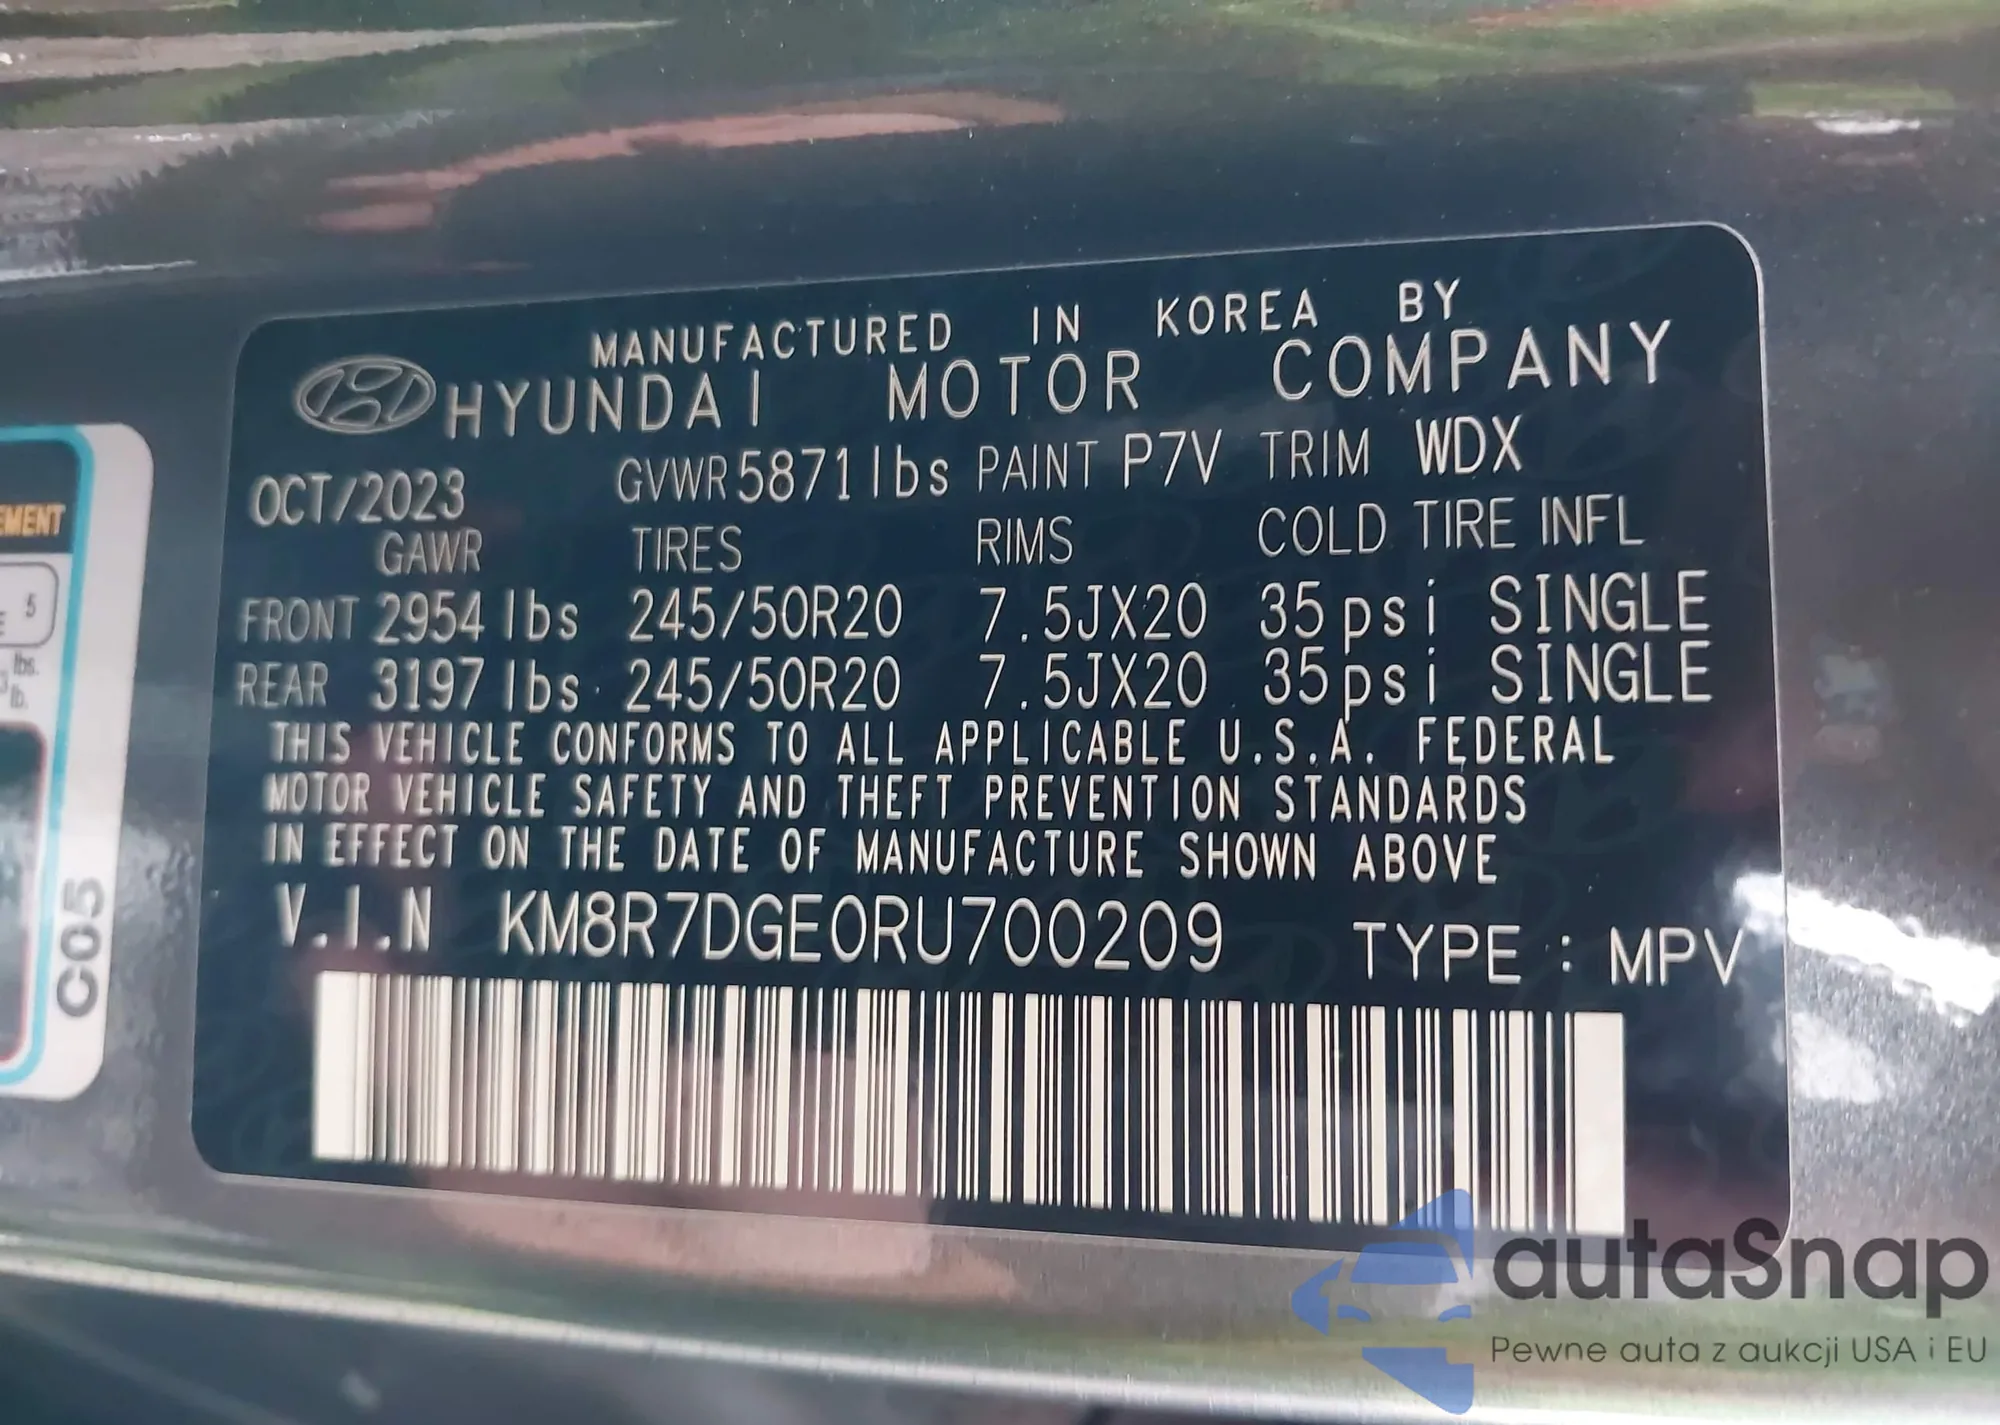 MANUFACTURED IN KOREA BY
HYUNDAI MOTOR COMPANY
OCT/2023 GVWR 5871 lbs PAINT P7V TRIM WDX
GAWR TIRES RIMS COLD TIRE INFL
FRONT 2954 lbs 245/50R20 7.5JX20 35psi SINGLE
REAR 3197 lbs 245/50R20 7.5JX20 35psi SINGLE
THIS VEHICLE CONFORMS TO ALL APPLICABLE U.S.A. FEDERAL
MOTOR VEHICLE SAFETY AND THEFT PREVENTION STANDARDS
IN EFFECT ON THE DATE OF MANUFACTURE SHOWN ABOVE
V.I.N KM8R7DGE0RU700209 TYPE : MPV
5
lbs.
lb.
C05
autaSnap
Pewne auta z aukcji USA i EU